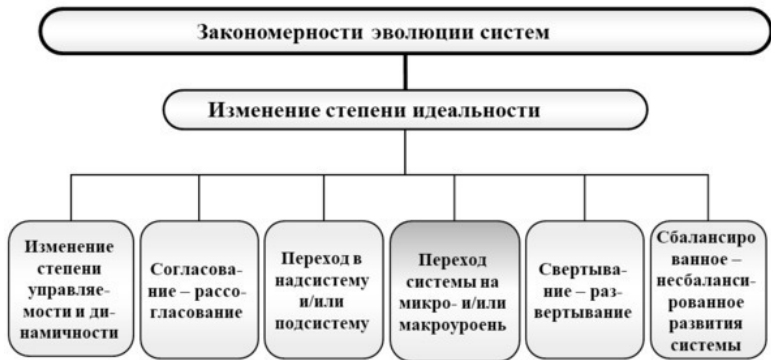 Закономерности эволюции систем
Изменение степени идеальности
Изменение
степени
управляе-
мости и ди-
намичности
Согласова-
ние – рассо-
гласование
Переход в
надсистему
и/или
подсистему
Переход
системы на
микро- и/или
макроуроень
Свертыва-
ние – раз-
вертывание
Сбалансиро
ванное –
несбаланси-
рованное
развития
системы